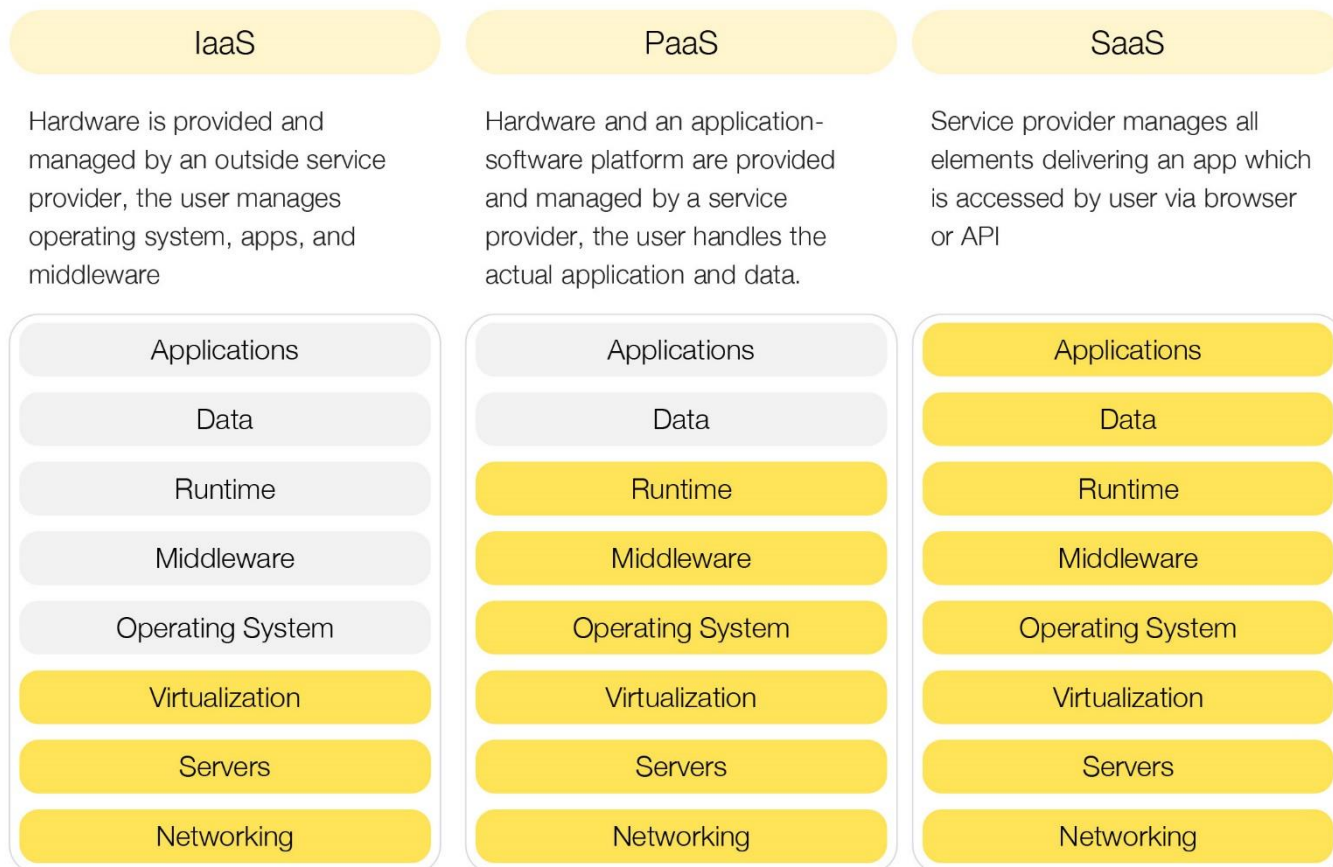 IaaS
Hardware is provided and
managed by an outside service
provider, the user manages
operating system, apps, and
middleware
Applications
Data
Runtime
Middleware
Operating System
Virtualization
Servers
Networking
PaaS
Hardware and an application-
software platform are provided
and managed by a service
provider, the user handles the
actual application and data.
Applications
Data
Runtime
Middleware
Operating System
Virtualization
Servers
Networking
SaaS
Service provider manages all
elements delivering an app which
is accessed by user via browser
or API
Applications
Data
Runtime
Middleware
Operating System
Virtualization
Servers
Networking